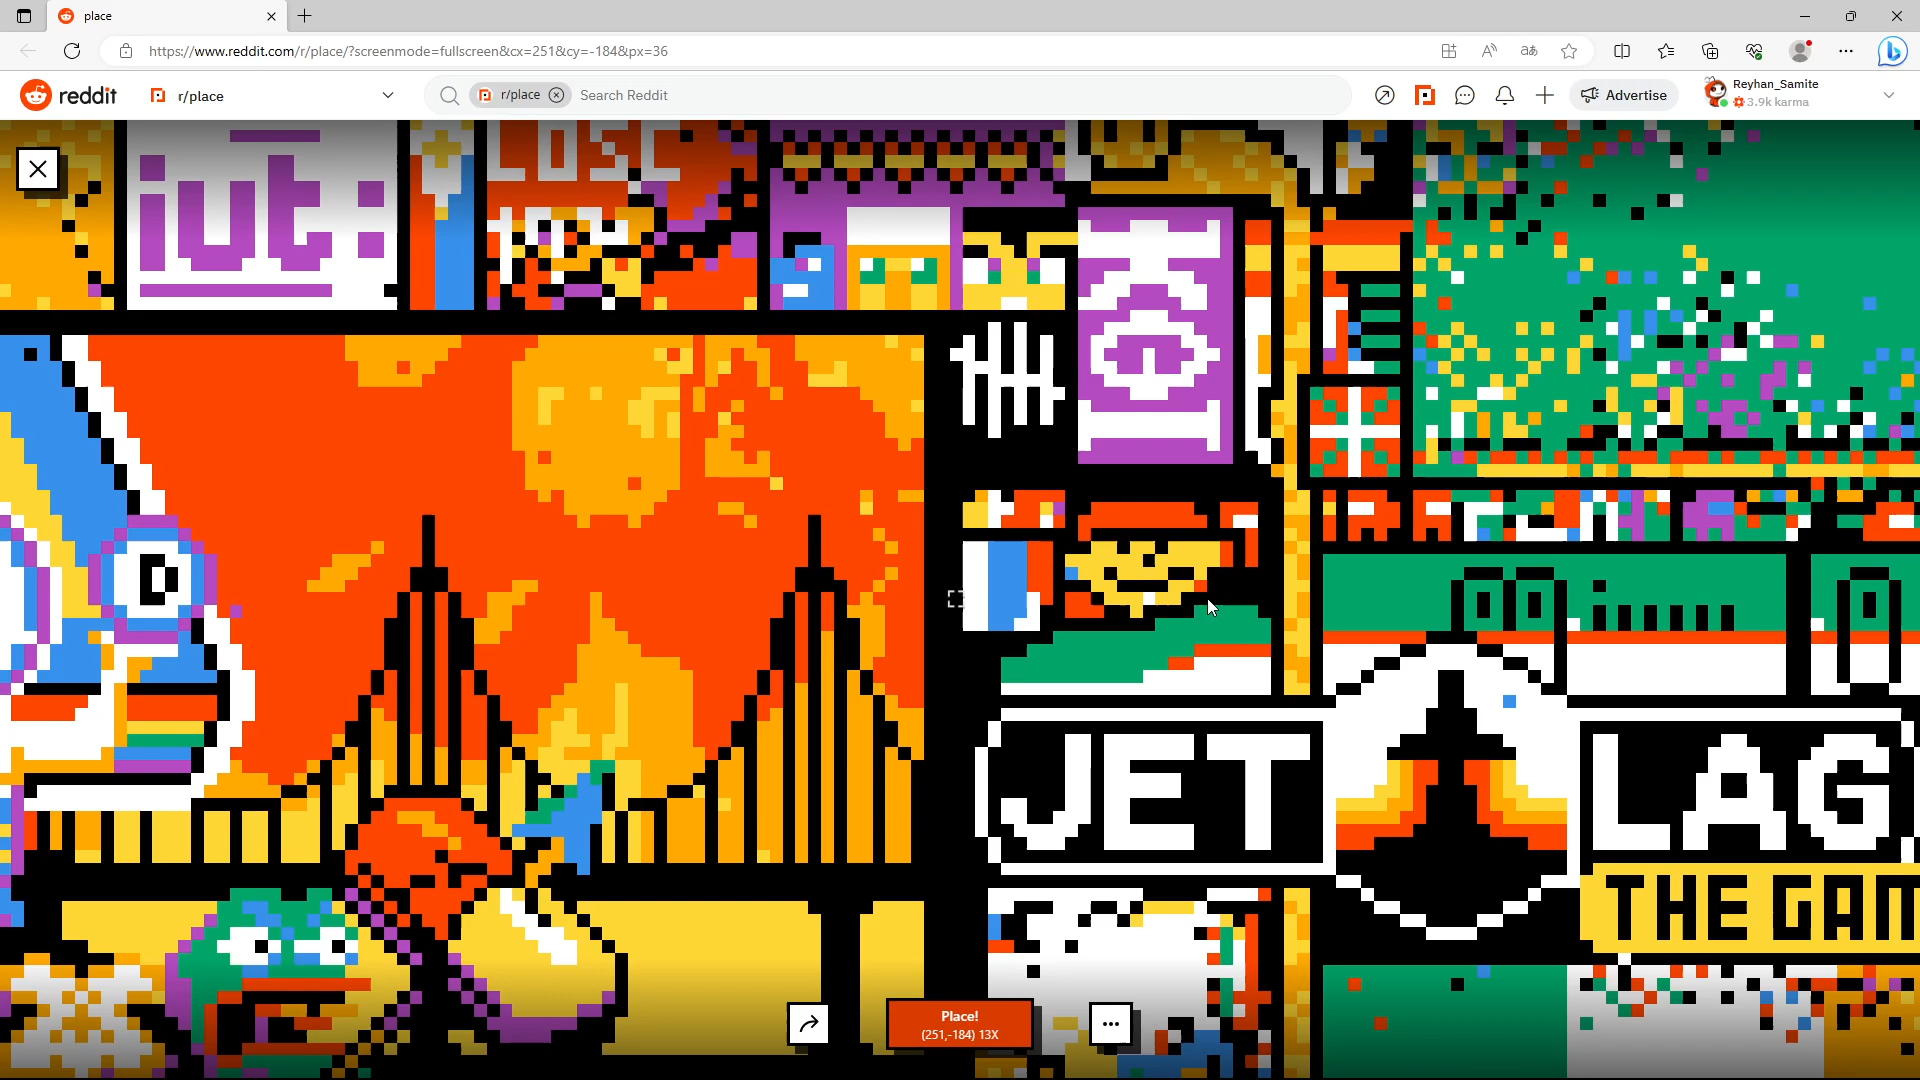 place
https://www.reddit.com/r/place/?screenmode=fullscreen&cx=251&cy=-184&px=36
reddit
r/place
r/place
Search Reddit
Advertise
Reyhan_Samite
3.9k karma
iut:
JET
LAG
THE GAM
Place!
(251,-184) 13X